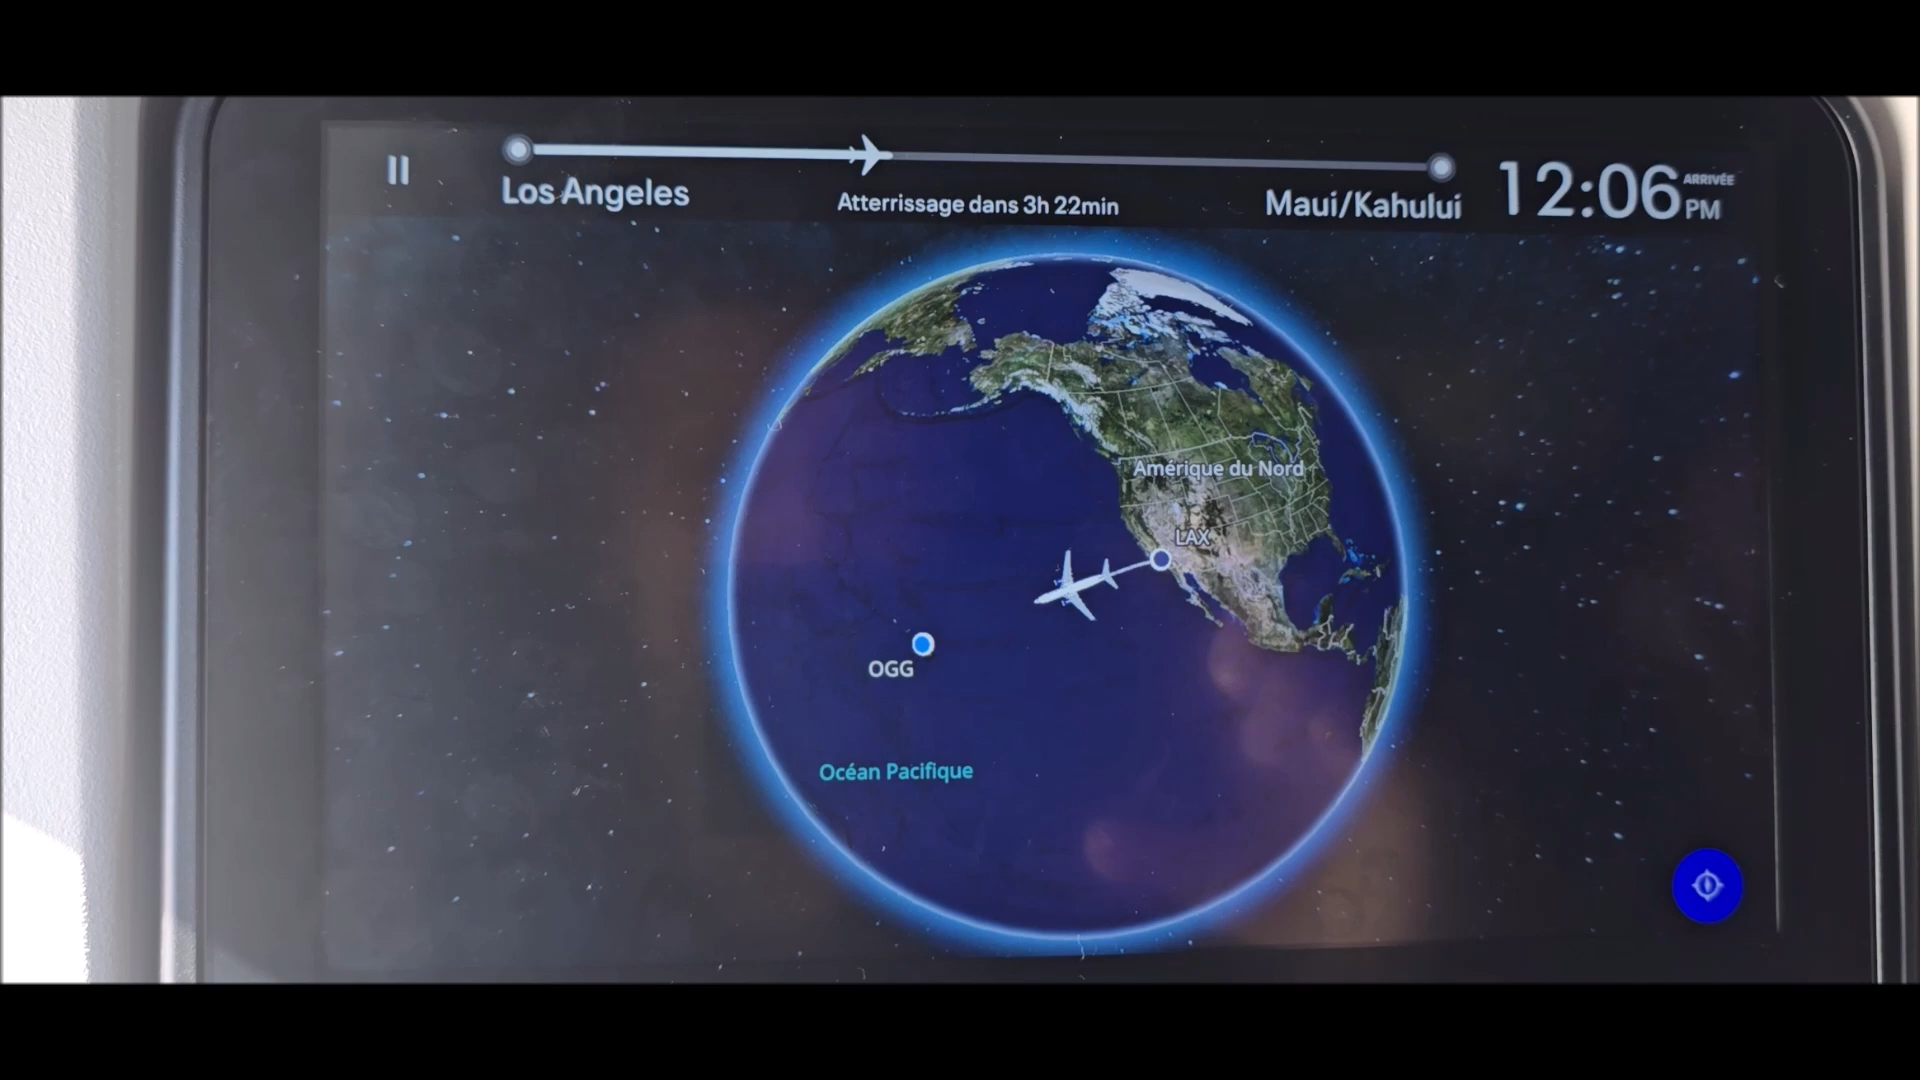 Los Angeles
Atterrissage dans 3h 22min
Maui/Kahului
12:06 ARRIVÉE PM
Amérique du Nord
LAX
OGG
Océan Pacifique